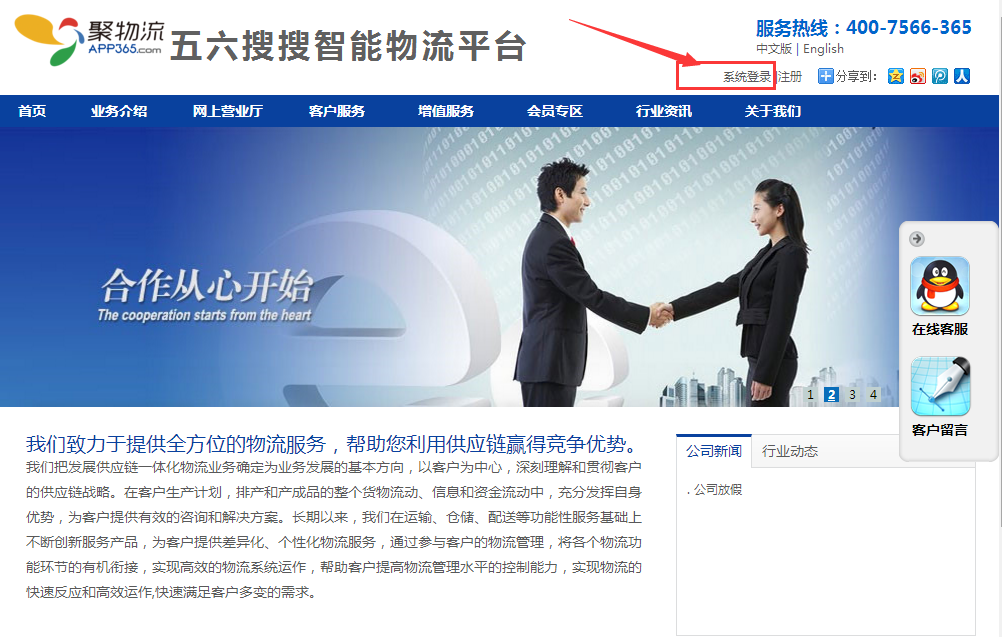 聚物流
APP365.com
五六搜搜智能物流平台
服务热线：400-7566-365
中文版 | English
系统登录 注册 分享到：
首页 业务介绍 网上营业厅 客户服务 增值服务 会员专区 行业资讯 关于我们
合作从心开始
The cooperation starts from the heart
1 2 3 4
在线客服
客户留言
我们致力于提供全方位的物流服务，帮助您利用供应链赢得竞争优势。
我们把发展供应链一体化物流业务确定为业务发展的基本方向，以客户为中心，深刻理解和贯彻客户
的供应链战略。在客户生产计划，排产和产成品的整个货物流动、信息和资金流动中，充分发挥自身
优势，为客户提供有效的咨询和解决方案。长期以来，我们在运输、仓储、配送等功能性服务基础上
不断创新服务产品，为客户提供差异化、个性化物流服务，通过参与客户的物流管理，将各个物流功
能环节的有机衔接，实现高效的物流系统运作，帮助客户提高物流管理水平的控制能力，实现物流的
快速反应和高效运作,快速满足客户多变的需求。
公司新闻 行业动态
. 公司放假